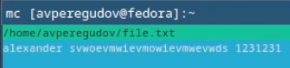 mc [avperegudov@fedora]:~
/home/avperegudov/file.txt
alexander svwoevmwievmowievmwevwds 1231231